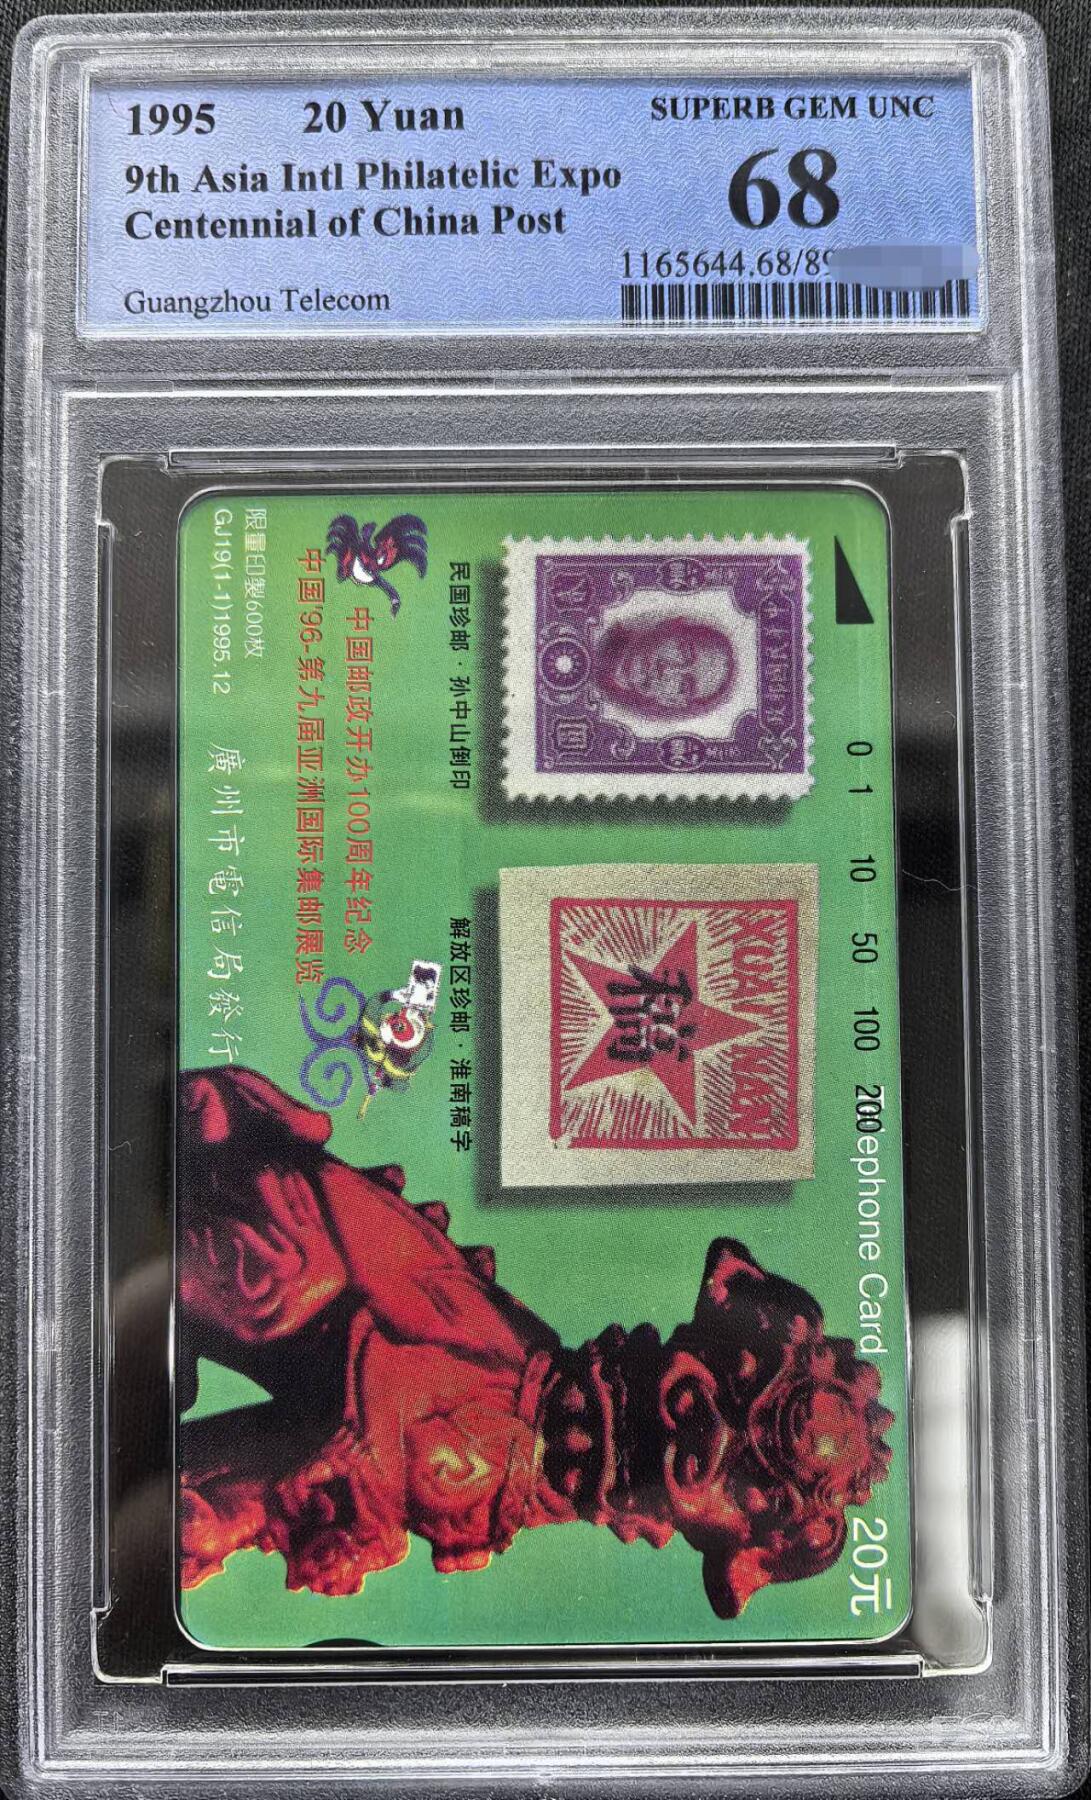 1995 20 Yuan
SUPERB GEM UNC
9th Asia Intl Philatelic Expo
68
Centennial of China Post
1165644.68/89
Guangzhou Telecom
0 1 10 50 100 200ephone Card
20元
民国珍邮·孙中山倒印
解放区珍邮·淮南稿字
XUAN KAN
稿
中国邮政开办100周年纪念
中国'96-第九届亚洲国际集邮展览
限量印製600枚
GJ19(1-1)1995.12
廣州市電信局發行